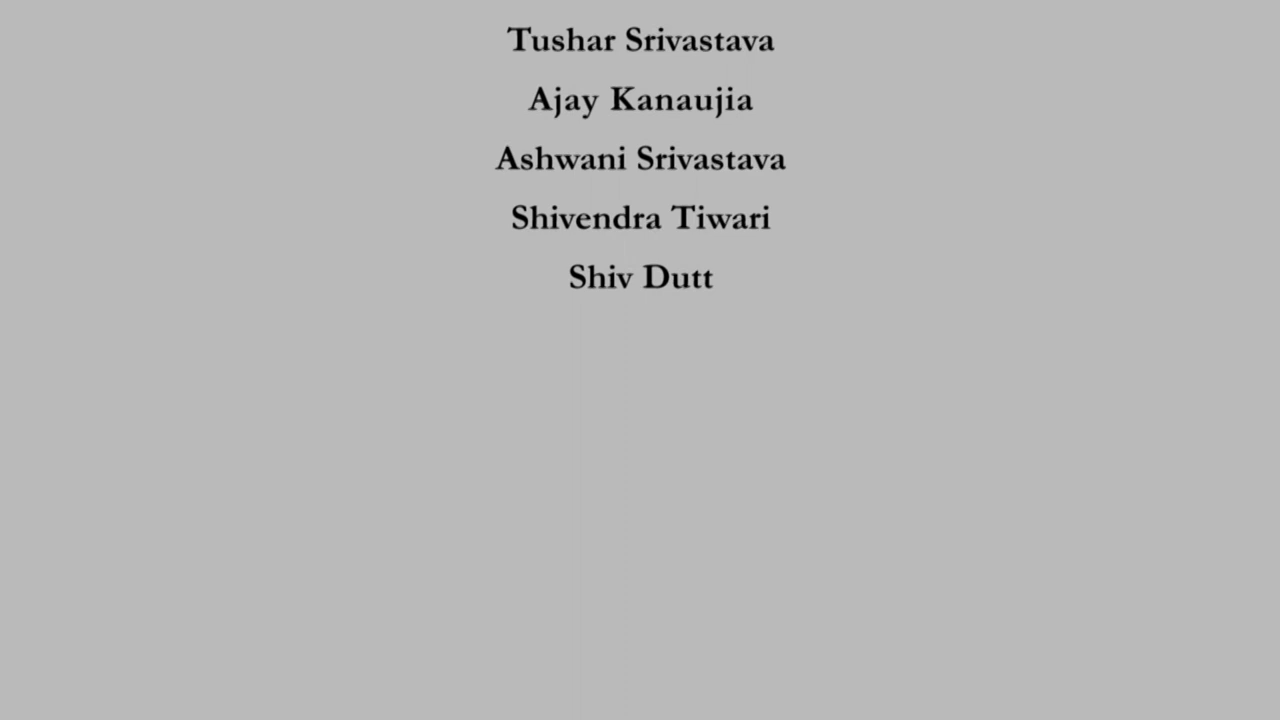 Tushar Srivastava
Ajay Kanaujia
Ashwani Srivastava
Shivendra Tiwari
Shiv Dutt